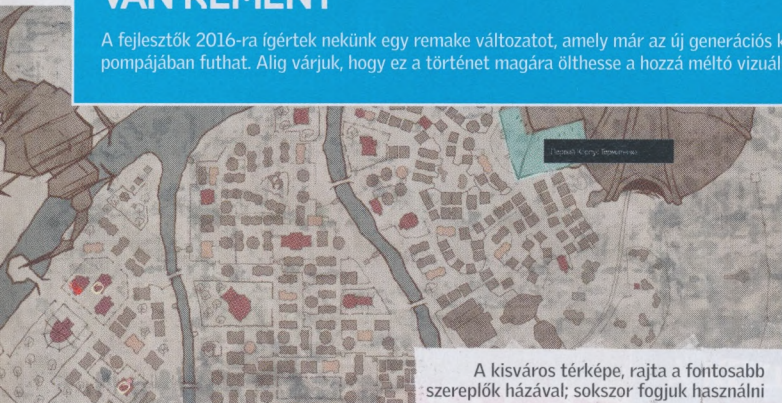 VAN REMÉNY
A fejlesztők 2016-ra ígértek nekünk egy remake változatot, amely már az új generációs k
pompájában futhat. Alig várjuk, hogy ez a történet magára ölthesse a hozzá méltó vizuál
A kisváros térképe, rajta a fontosabb
szereplők házával; sokszor fogjuk használni